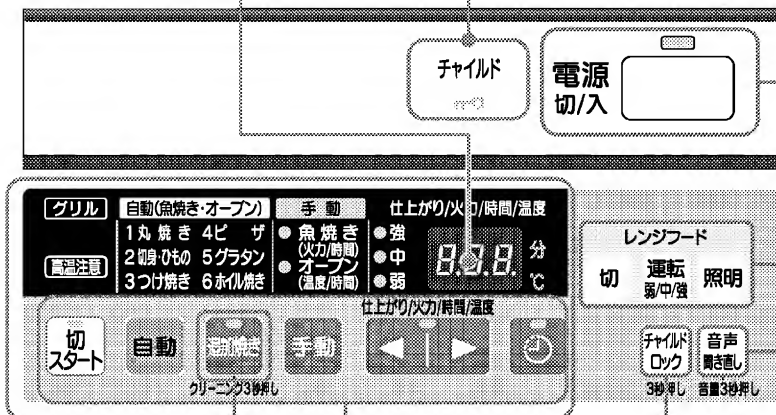 チャイルド
電源
切/入
グリル 自動(魚焼き・オープン) 手動 仕上がり/火力/時間/温度
1丸焼き 4ピザ 魚焼き 強
(火力/時間)
2切身・ひもの 5グラタン オーブン 中 8.8.8. 分
高温注意
3つけ焼き 6ホイル焼き (温度/時間) 弱 ℃
仕上がり/火力/時間/温度
切
スタート
自動
追加焼き
手動
クリーニング3秒押し
レンジフード
切 運転 照明
弱/中/強
チャイルド
ロック
3秒押し
音声
聞き直し
音量3秒押し